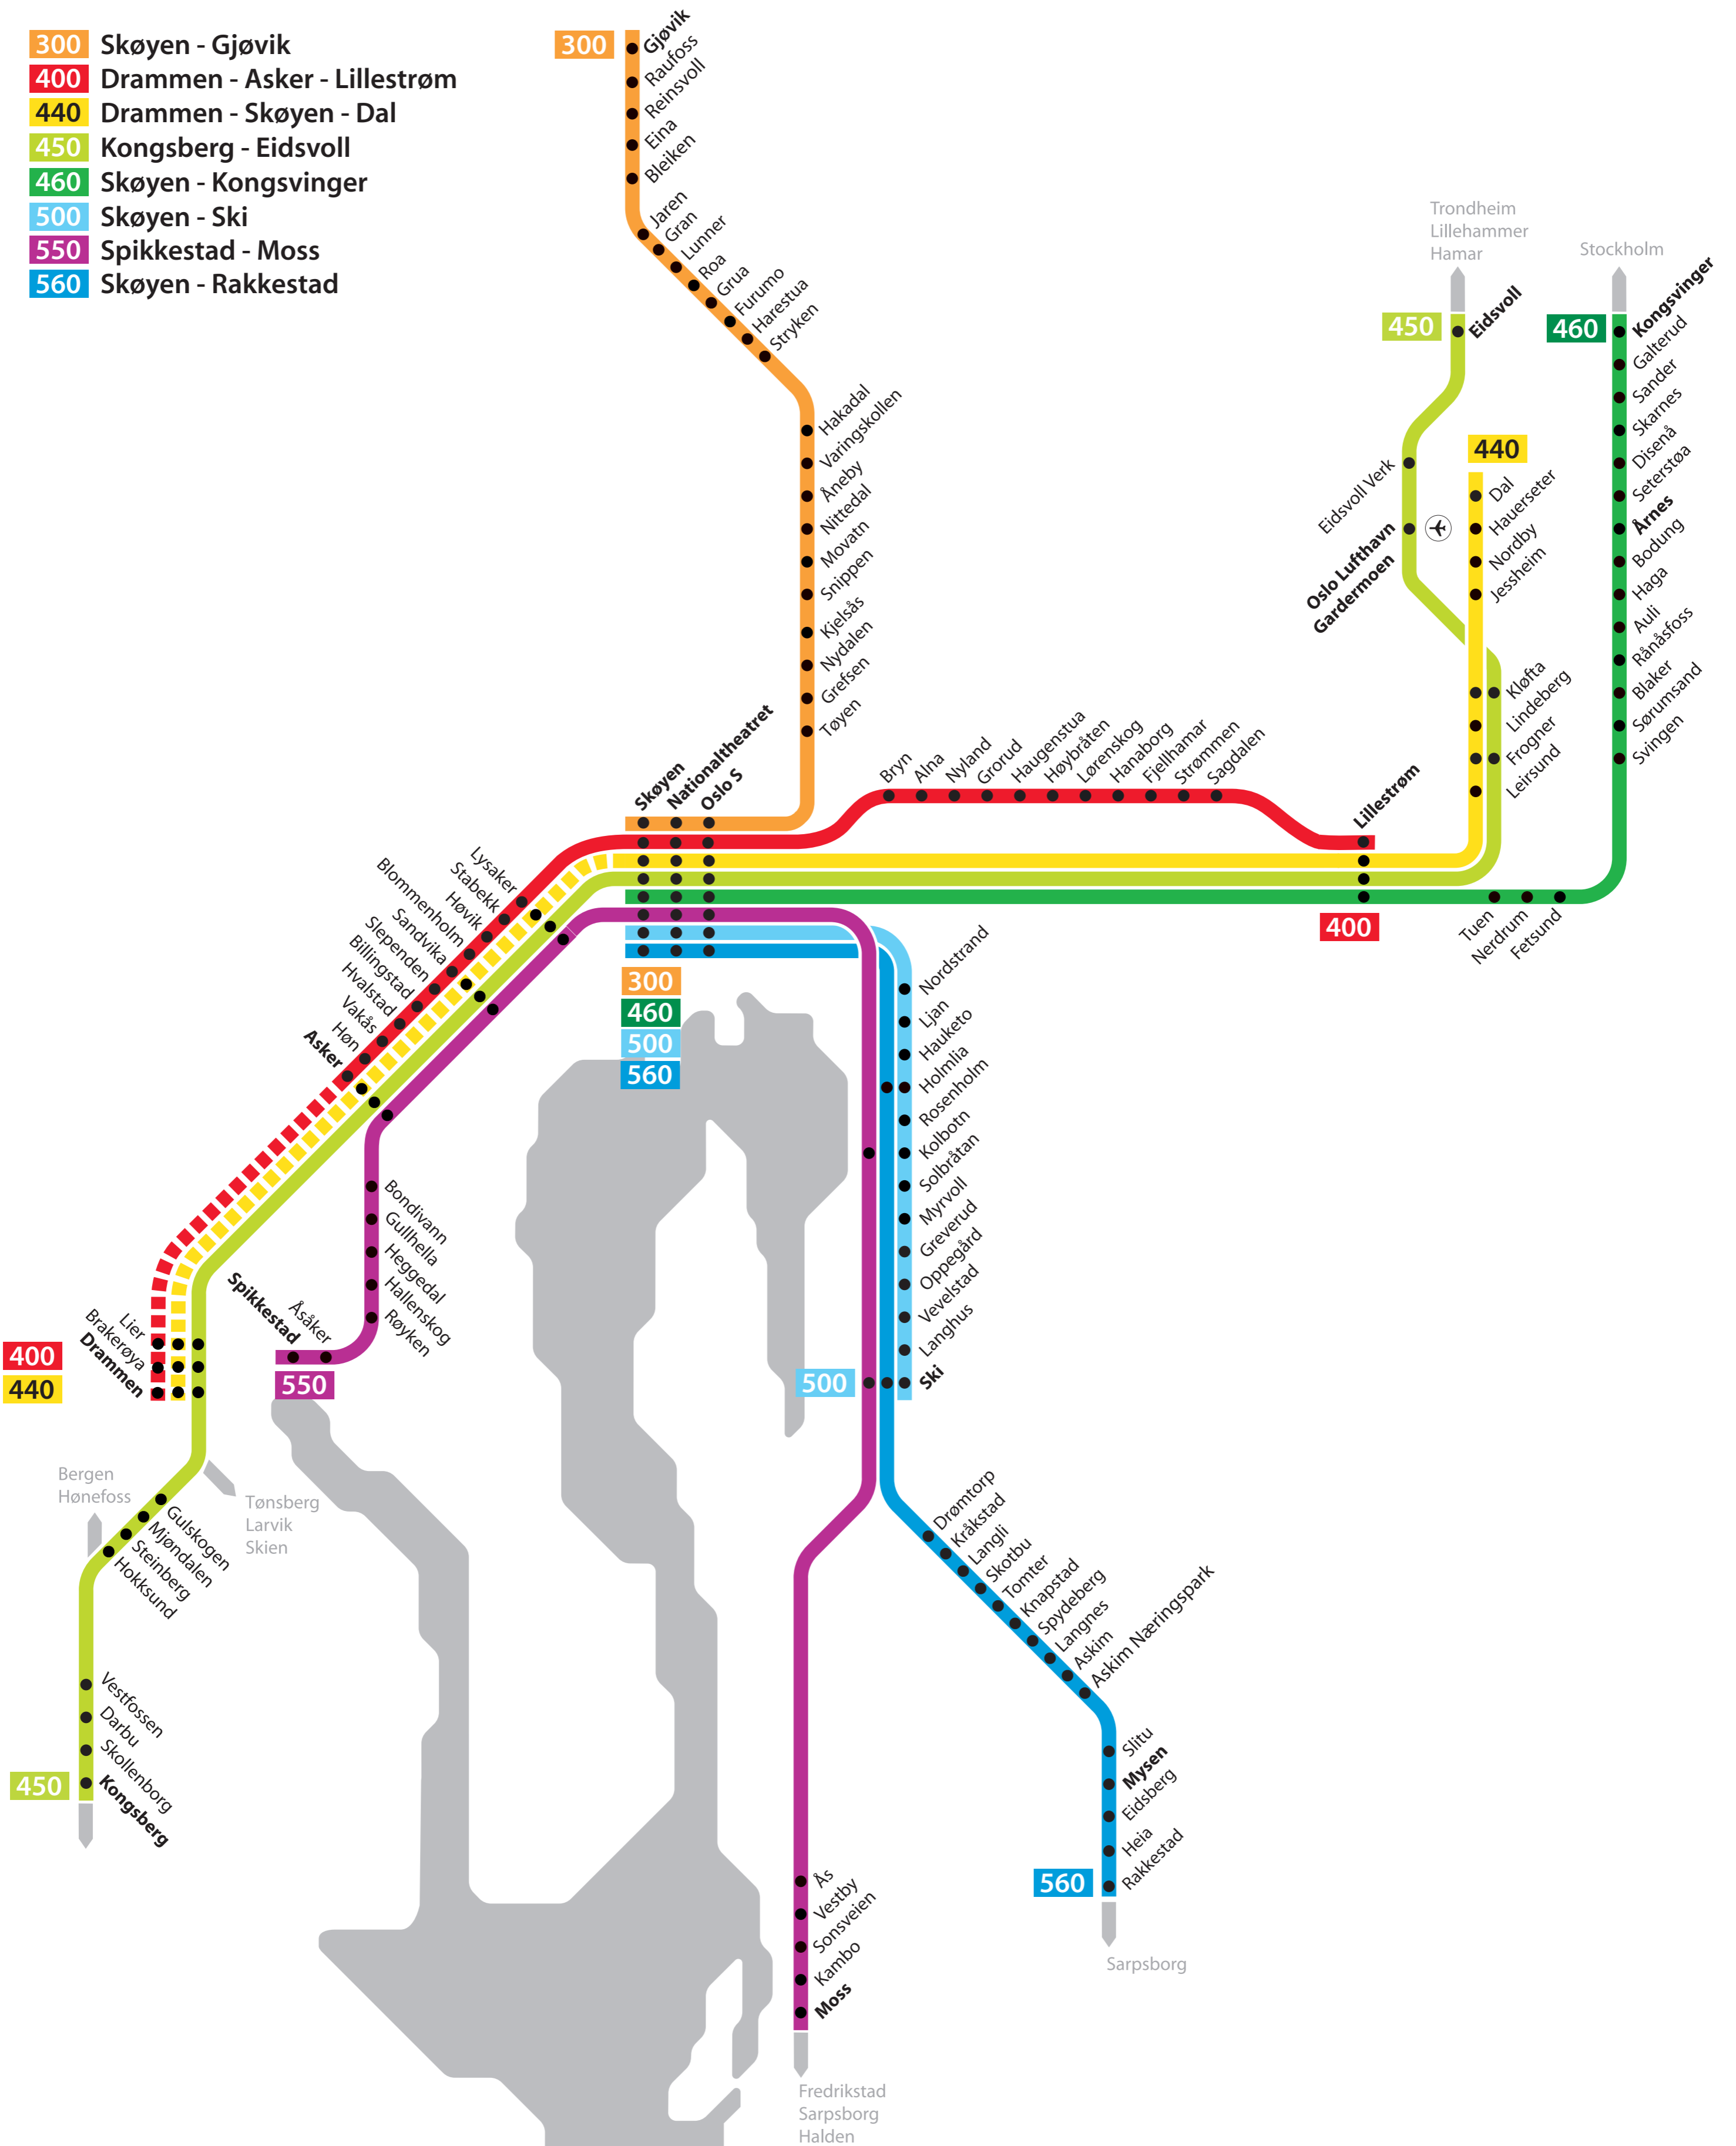 300 Skøyen - Gjøvik
400 Drammen - Asker - Lillestrøm
440 Drammen - Skøyen - Dal
450 Kongsberg - Eidsvoll
460 Skøyen - Kongsvinger
500 Skøyen - Ski
550 Spikkestad - Moss
560 Skøyen - Rakkestad
300
Gjøvik
Raufoss
Reinsvoll
Eina
Bleiken
Jaren
Gran
Lunner
Roa
Grua
Furumo
Harestua
Stryken
Hakadal
Varingskollen
Åneby
Nittedal
Movatn
Snippen
Kjelsås
Nydalen
Grefsen
Tøyen
Trondheim
Lillehammer
Hamar
450
Eidsvoll
Eidsvoll Verk
Oslo Lufthavn
Gardermoen
440
Dal
Hauerseter
Nordby
Jessheim
Kløfta
Lindeberg
Frogner
Leirsund
Stockholm
460
Kongsvinger
Galterud
Sander
Skarnes
Disenå
Seterstøa
Årnes
Bodung
Haga
Auli
Rånåsfoss
Blaker
Sørumsand
Svingen
Skøyen
Nationaltheatret
Oslo S
Bryn
Alna
Nyland
Grorud
Haugenstua
Høybråten
Lørenskog
Hanaborg
Fjellhamar
Strømmen
Sagdalen
Lillestrøm
400
Tuen
Nerdrum
Fetsund
Lysaker
Stabekk
Høvik
Blommenholm
Sandvika
Slependen
Billingstad
Hvalstad
Vakås
Høn
Asker
300
460
500
560
Nordstrand
Ljan
Hauketo
Holmlia
Rosenholm
Kolbotn
Solbråtan
Myrvoll
Greverud
Oppegård
Vevelstad
Langhus
Ski
500
Bondivann
Gullhella
Heggedal
Hallenskog
Røyken
Åsåker
Spikkestad
550
Lier
Brakerøya
Drammen
400
440
Bergen
Hønefoss
Tønsberg
Larvik
Skien
Gulskogen
Mjøndalen
Steinberg
Hokksund
Vestfossen
Darbu
Skollenborg
Kongsberg
450
Drømtorp
Kråkstad
Langli
Skotbu
Tomter
Knapstad
Spydeberg
Langnes
Askim
Askim Næringspark
Slitu
Mysen
Eidsberg
Heia
Rakkestad
560
Sarpsborg
Ås
Vestby
Sonsveien
Kambo
Moss
Fredrikstad
Sarpsborg
Halden